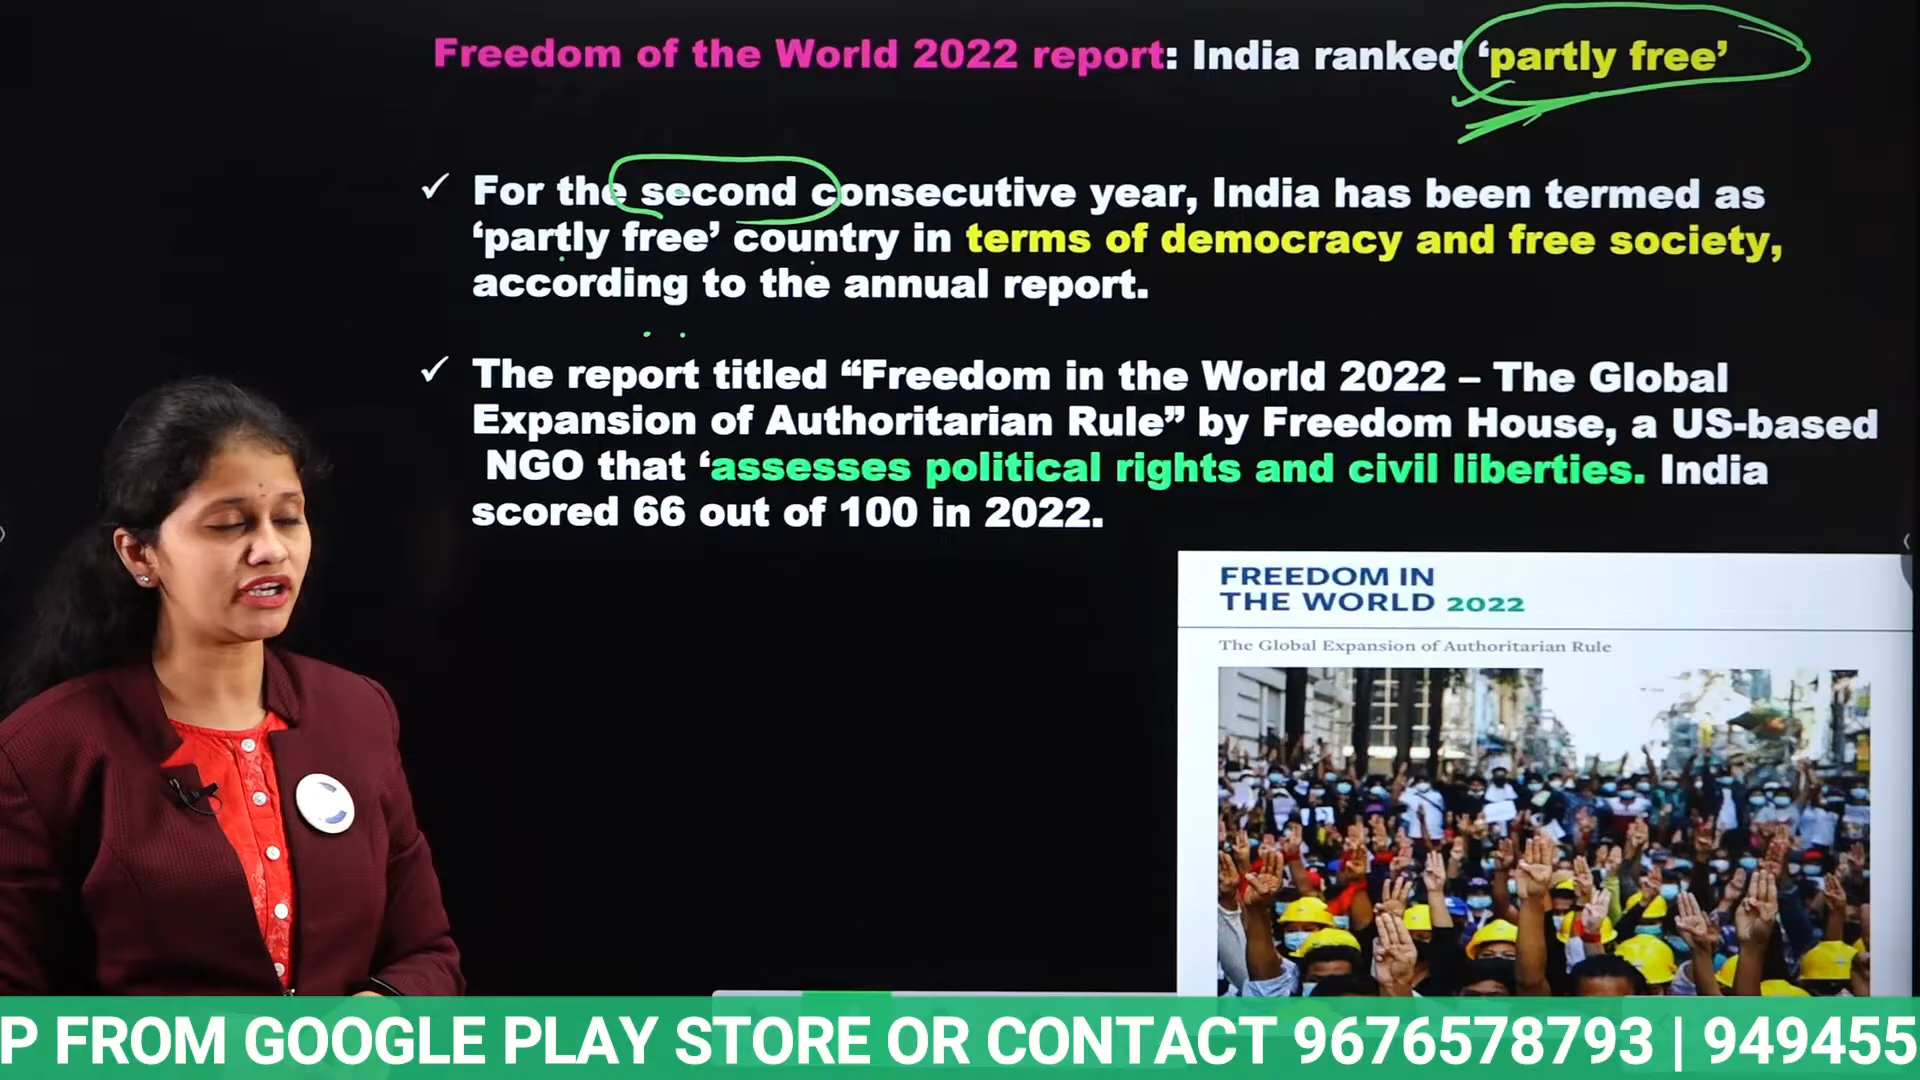 Freedom of the World 2022 report: India ranked ‘partly free’
✓ For the second consecutive year, India has been termed as
‘partly free’ country in terms of democracy and free society,
according to the annual report.
✓ The report titled “Freedom in the World 2022 – The Global
Expansion of Authoritarian Rule” by Freedom House, a US-based
NGO that ‘assesses political rights and civil liberties. India
scored 66 out of 100 in 2022.
FREEDOM IN
THE WORLD 2022
The Global Expansion of Authoritarian Rule
P FROM GOOGLE PLAY STORE OR CONTACT 9676578793 | 949455